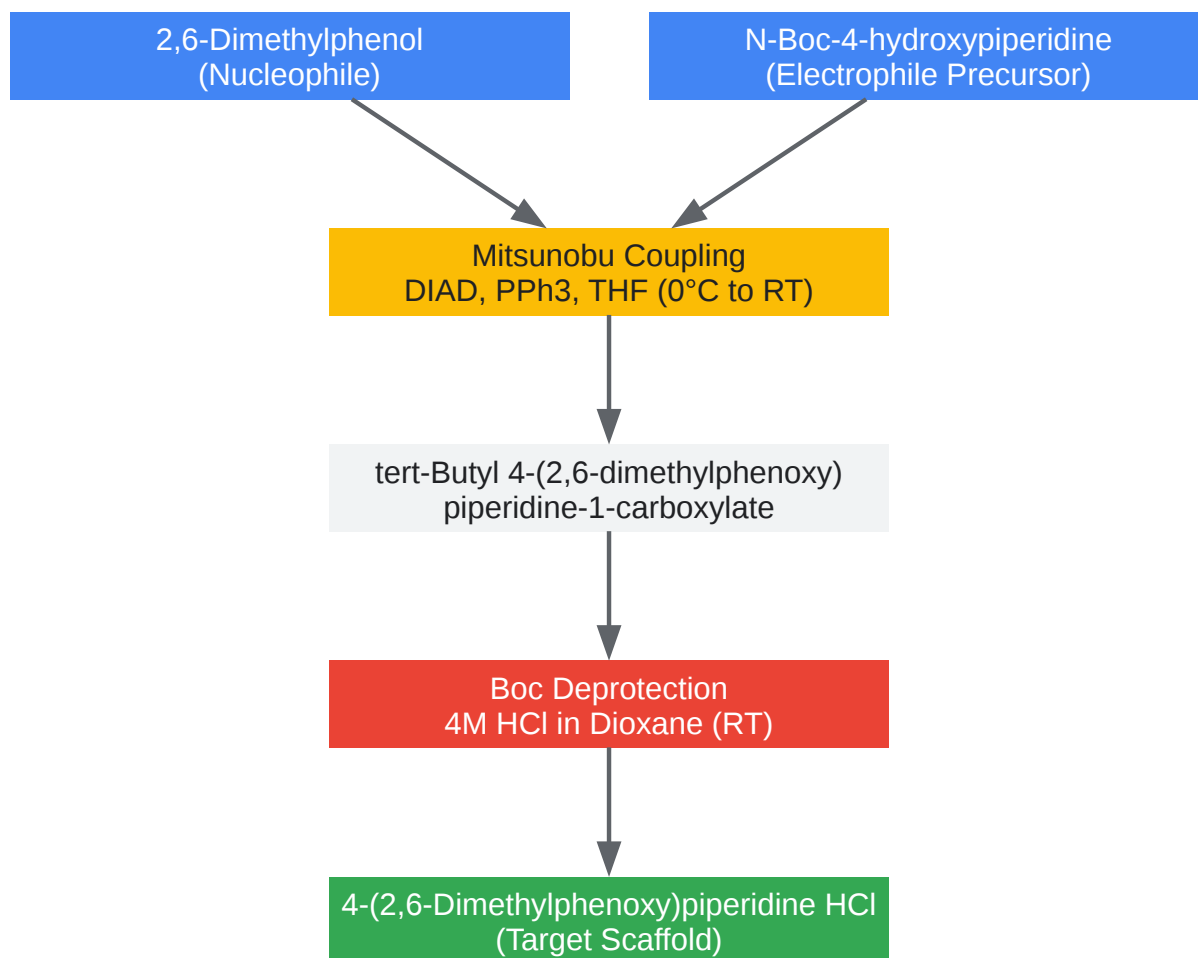 2,6-Dimethylphenol
(Nucleophile)
N-Boc-4-hydroxypiperidine
(Electrophile Precursor)
Mitsunobu Coupling
DIAD, PPh3, THF (0°C to RT)
tert-Butyl 4-(2,6-dimethylphenoxy)
piperidine-1-carboxylate
Boc Deprotection
4M HCl in Dioxane (RT)
4-(2,6-Dimethylphenoxy)piperidine HCl
(Target Scaffold)